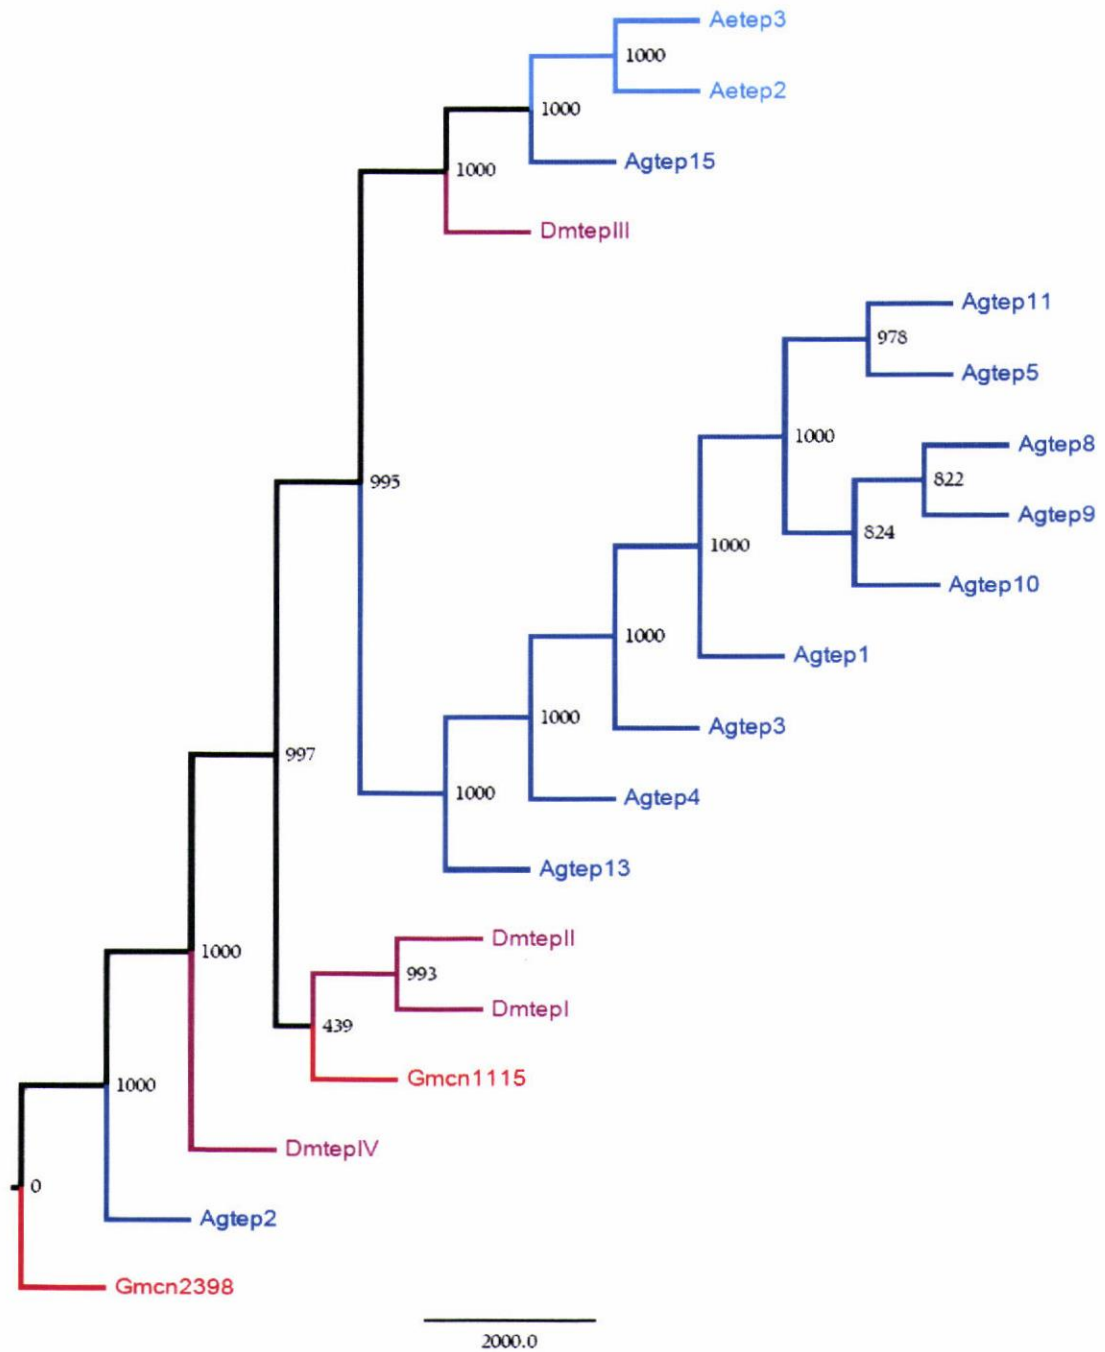 Aetep3
1000
Aetep2
1000
Agtep15
1000
DmtepIII
Agtep11
978
Agtep5
1000
Agtep8
822
Agtep9
824
Agtep10
995
1000
Agtep1
1000
Agtep3
1000
997
1000
Agtep4
Agtep13
DmtepII
1000
993
DmtepI
439
Gmcn1115
1000
DmtepIV
0
Agtep2
Gmcn2398
2000.0